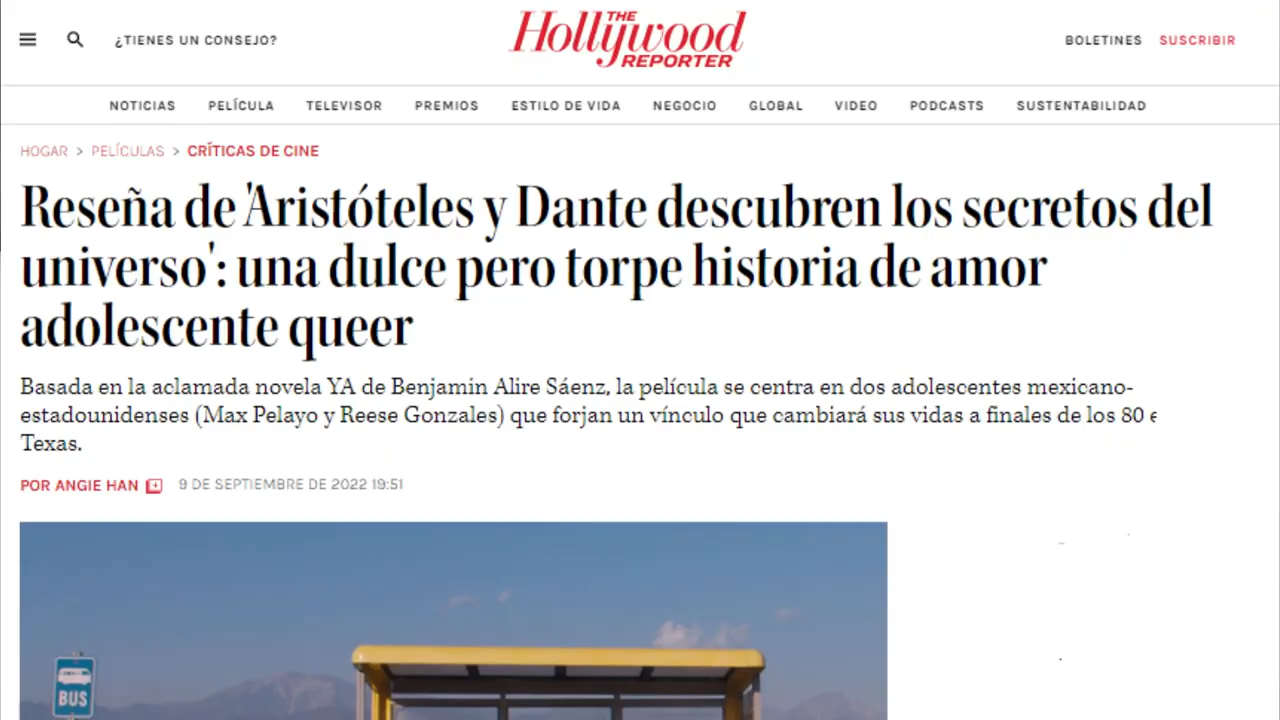 ¿TIENES UN CONSEJO?
THE
Hollywood
REPORTER
BOLETINES SUSCRIBIR
NOTICIAS PELÍCULA TELEVISOR PREMIOS ESTILO DE VIDA NEGOCIO GLOBAL VIDEO PODCASTS SUSTENTABILIDAD
HOGAR > PELÍCULAS > CRÍTICAS DE CINE
Reseña de 'Aristóteles y Dante descubren los secretos del
universo': una dulce pero torpe historia de amor
adolescente queer
Basada en la aclamada novela YA de Benjamin Alire Sáenz, la película se centra en dos adolescentes mexicano-
estadounidenses (Max Pelayo y Reese Gonzales) que forjan un vínculo que cambiará sus vidas a finales de los 80 e
Texas.
POR ANGIE HAN 9 DE SEPTIEMBRE DE 2022 19:51
BUS